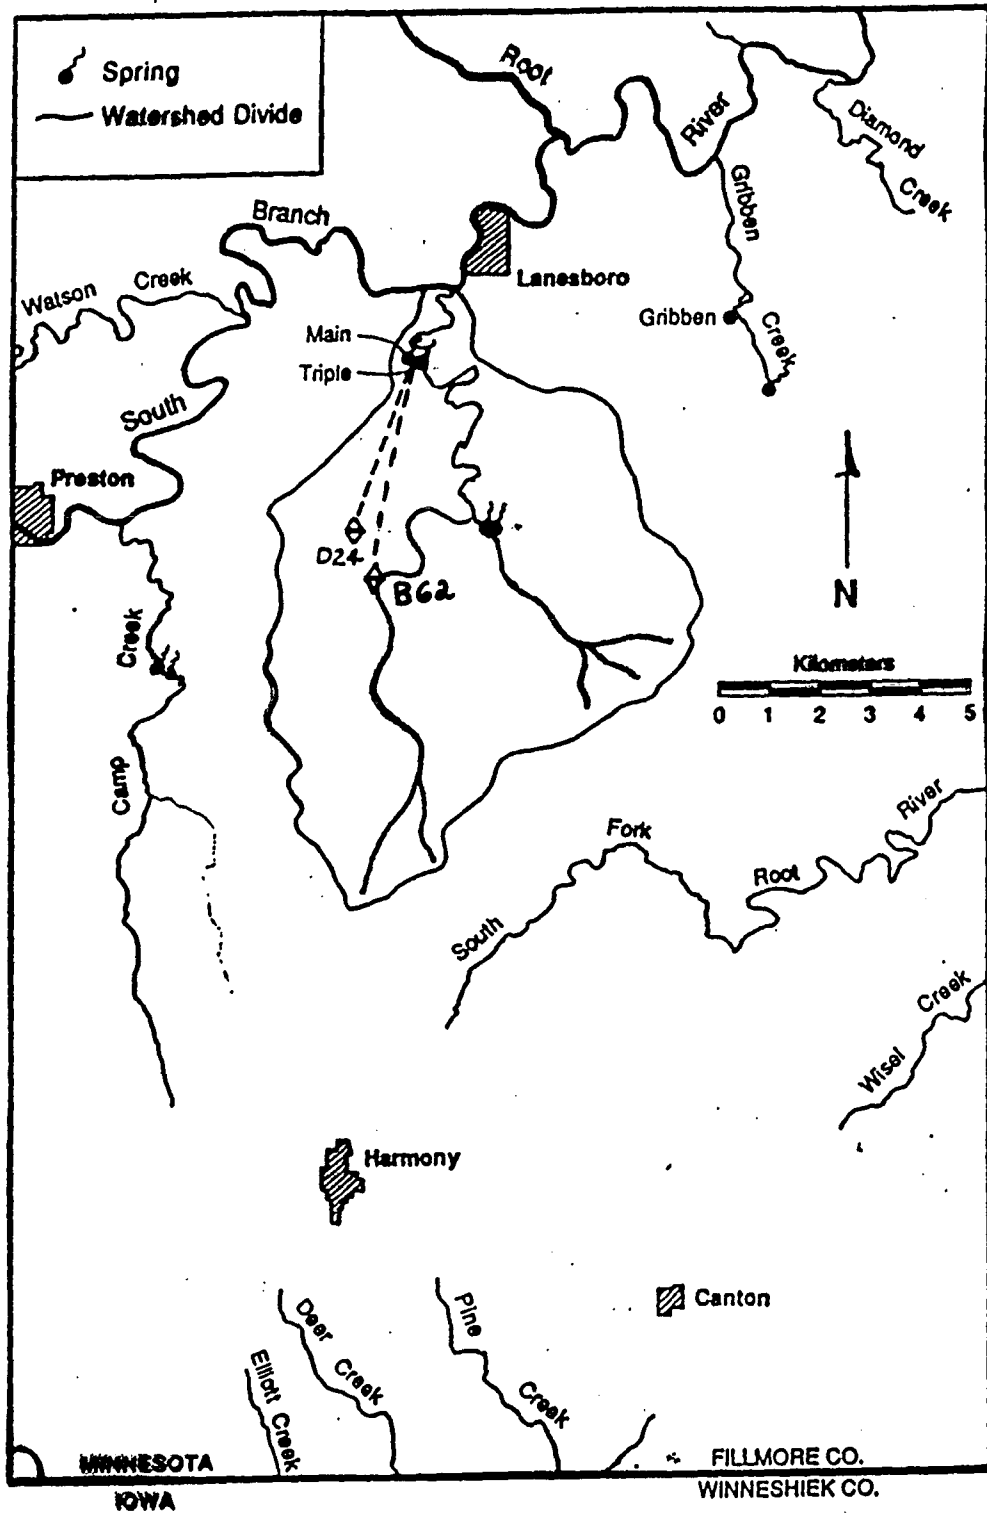 Spring
Watershed Divide
Root
River
Diamond
Creek
Branch
Gribben
Lanesboro
Watson Creek
Main
Gribben
Creek
Triple
South
Preston
D24
B62
N
Creek
Kilometers
0 1 2 3 4 5
Camp
River
Fork
Root
South
Creek
Wisel
Harmony
Canton
Pine
Creek
Deer
Creek
Elliott Creek
MINNESOTA
FILLMORE CO.
IOWA
WINNESHIEK CO.